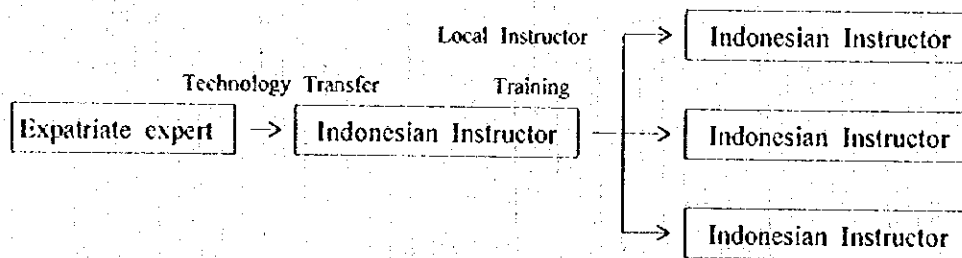 Local Instructor
Indonesian Instructor
Technology Transfer
Training
Expatriate expert
Indonesian Instructor
Indonesian Instructor
Indonesian Instructor